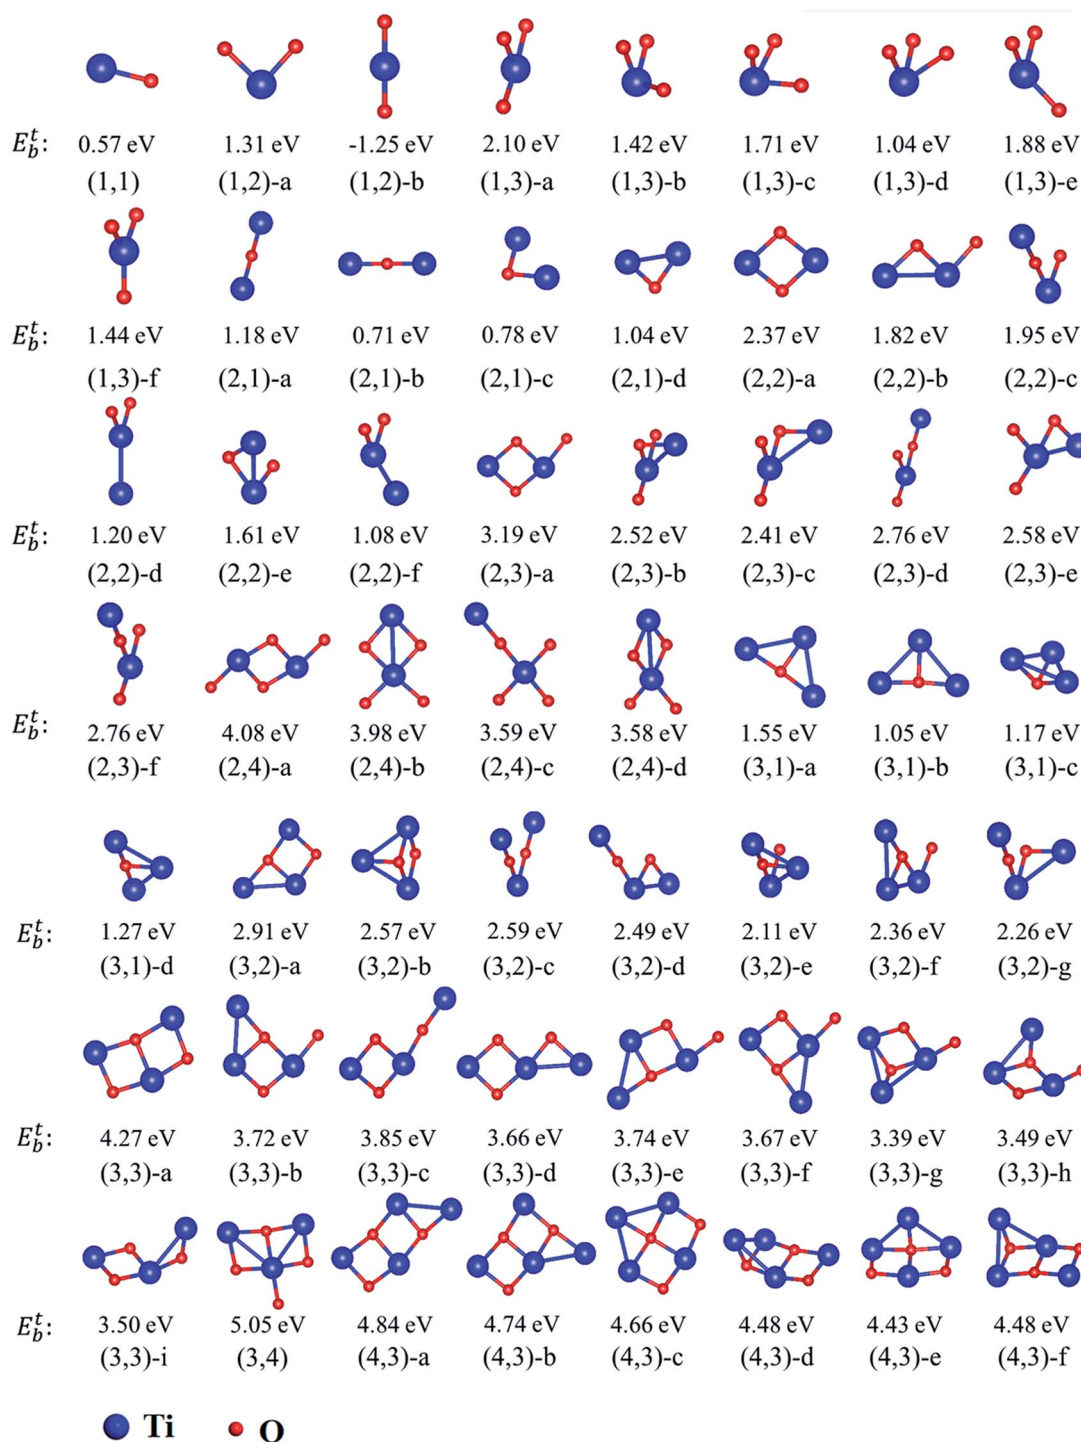 E_b^t: 0.57 eV 1.31 eV -1.25 eV 2.10 eV 1.42 eV 1.71 eV 1.04 eV 1.88 eV
(1,1) (1,2)-a (1,2)-b (1,3)-a (1,3)-b (1,3)-c (1,3)-d (1,3)-e
E_b^t: 1.44 eV 1.18 eV 0.71 eV 0.78 eV 1.04 eV 2.37 eV 1.82 eV 1.95 eV
(1,3)-f (2,1)-a (2,1)-b (2,1)-c (2,1)-d (2,2)-a (2,2)-b (2,2)-c
E_b^t: 1.20 eV 1.61 eV 1.08 eV 3.19 eV 2.52 eV 2.41 eV 2.76 eV 2.58 eV
(2,2)-d (2,2)-e (2,2)-f (2,3)-a (2,3)-b (2,3)-c (2,3)-d (2,3)-e
E_b^t: 2.76 eV 4.08 eV 3.98 eV 3.59 eV 3.58 eV 1.55 eV 1.05 eV 1.17 eV
(2,3)-f (2,4)-a (2,4)-b (2,4)-c (2,4)-d (3,1)-a (3,1)-b (3,1)-c
E_b^t: 1.27 eV 2.91 eV 2.57 eV 2.59 eV 2.49 eV 2.11 eV 2.36 eV 2.26 eV
(3,1)-d (3,2)-a (3,2)-b (3,2)-c (3,2)-d (3,2)-e (3,2)-f (3,2)-g
E_b^t: 4.27 eV 3.72 eV 3.85 eV 3.66 eV 3.74 eV 3.67 eV 3.39 eV 3.49 eV
(3,3)-a (3,3)-b (3,3)-c (3,3)-d (3,3)-e (3,3)-f (3,3)-g (3,3)-h
E_b^t: 3.50 eV 5.05 eV 4.84 eV 4.74 eV 4.66 eV 4.48 eV 4.43 eV 4.48 eV
(3,3)-i (3,4) (4,3)-a (4,3)-b (4,3)-c (4,3)-d (4,3)-e (4,3)-f
Ti O